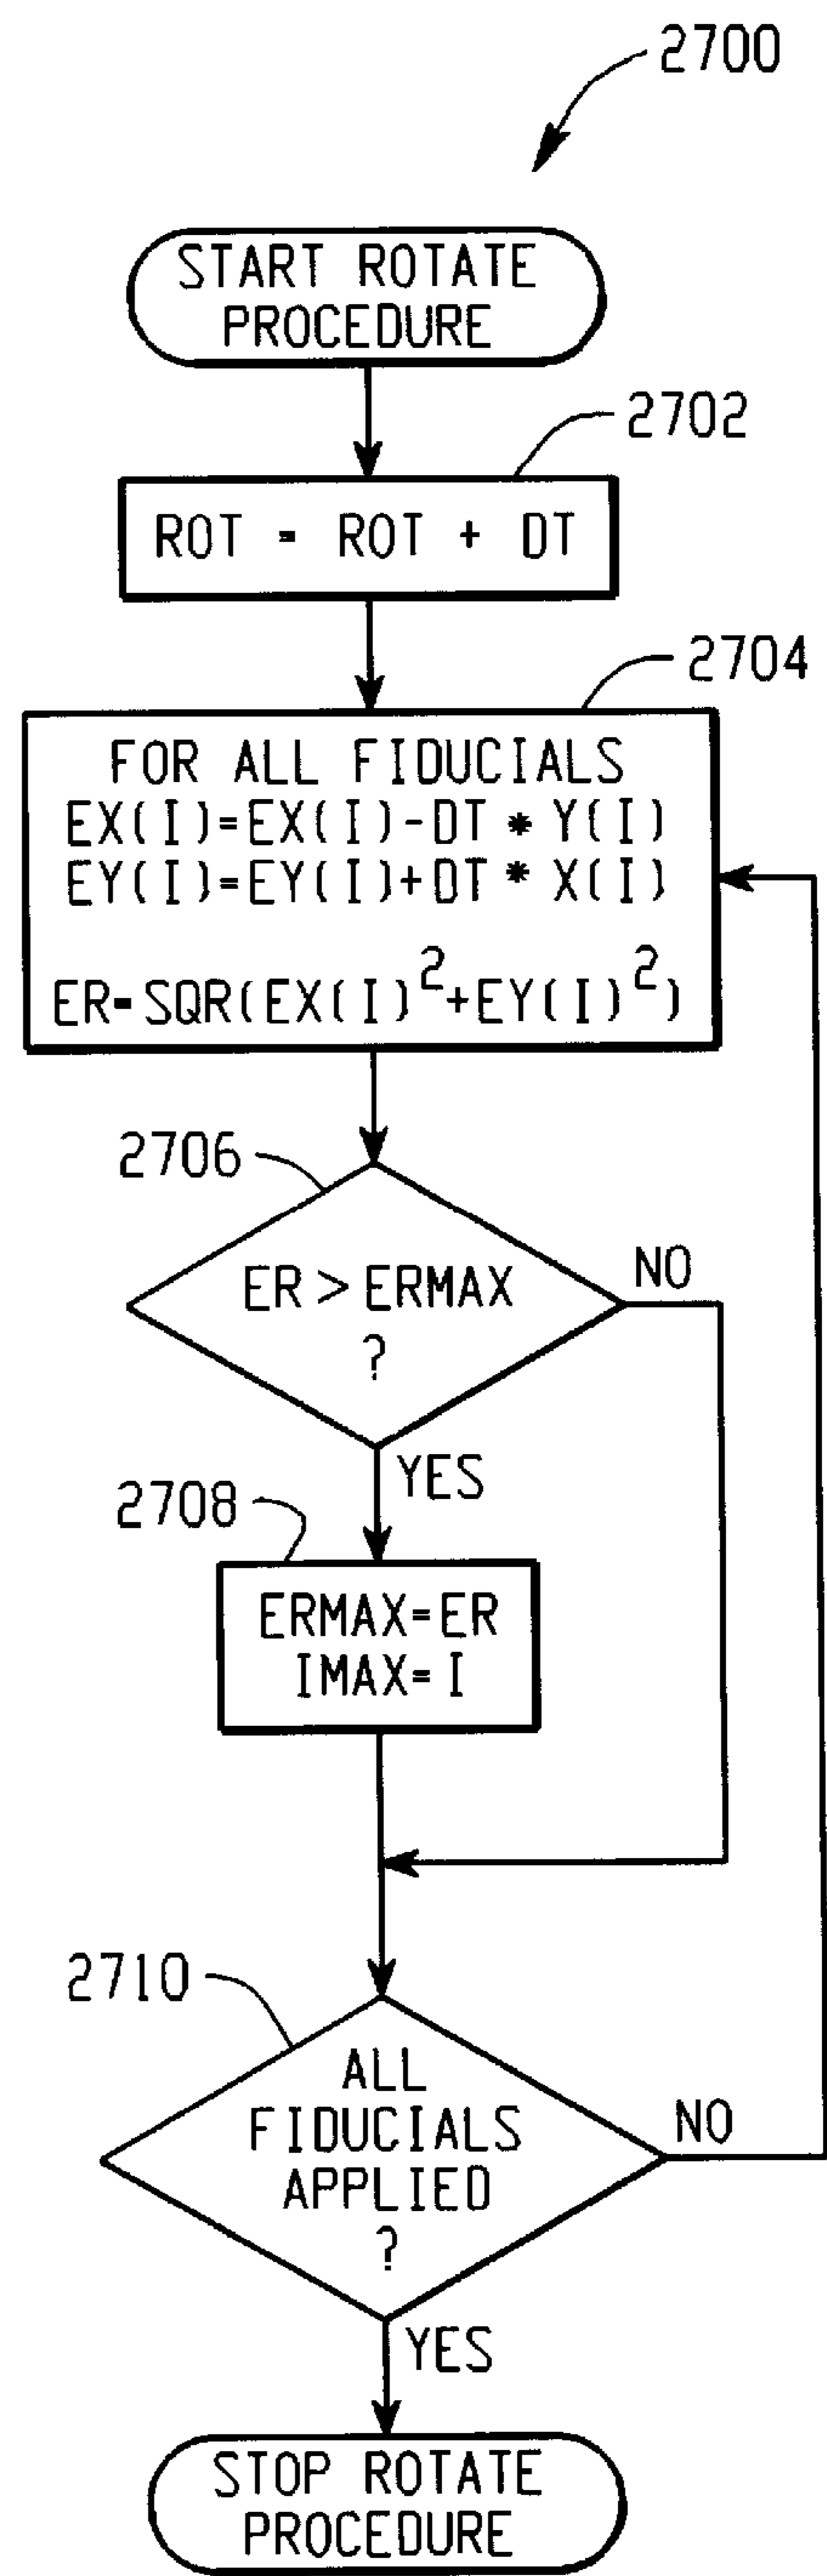 2700
START ROTATE
PROCEDURE
2702
ROT = ROT + DT
2704
FOR ALL FIDUCIALS
EX(I)=EX(I)-DT * Y(I)
EY(I)=EY(I)+DT * X(I)
ER=SQR(EX(I)²+EY(I)²)
2706
ER > ERMAX
?
NO
YES
2708
ERMAX=ER
IMAX=I
2710
ALL
FIDUCIALS
APPLIED
?
NO
YES
STOP ROTATE
PROCEDURE